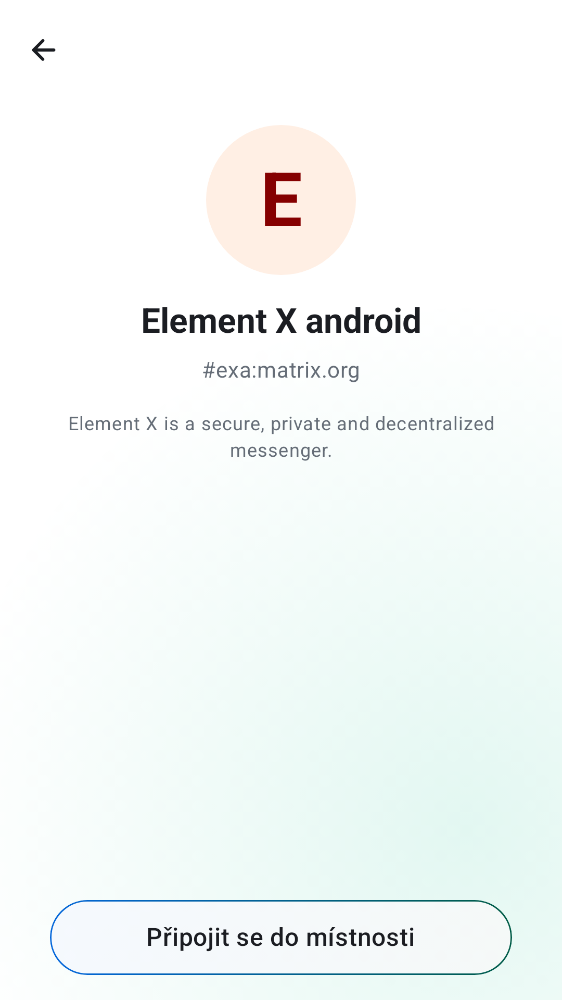 E
Element X android
#exa:matrix.org
Element X is a secure, private and decentralized
messenger.
Připojit se do místnosti